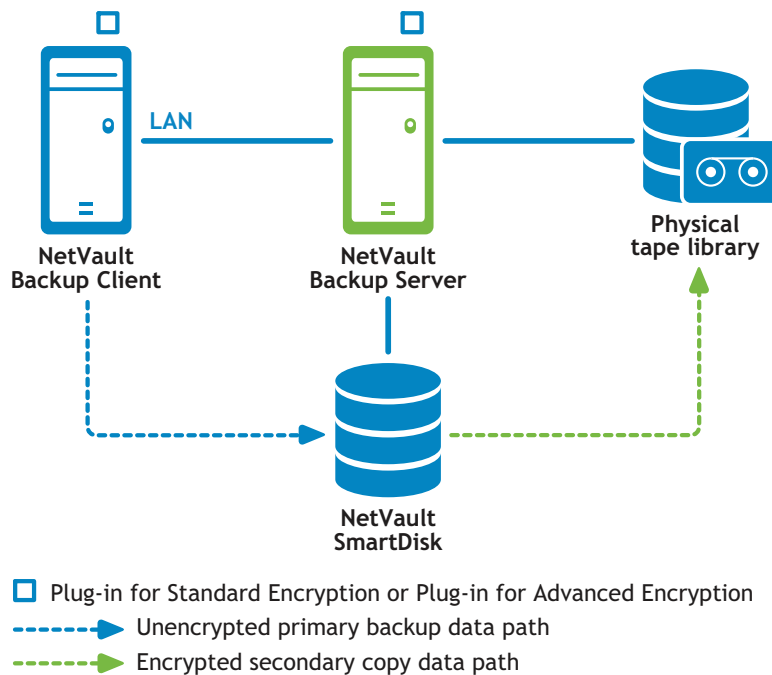 LAN
NetVault
Backup Client
NetVault
Backup Server
Physical
tape library
NetVault
SmartDisk
Plug-in for Standard Encryption or Plug-in for Advanced Encryption
Unencrypted primary backup data path
Encrypted secondary copy data path